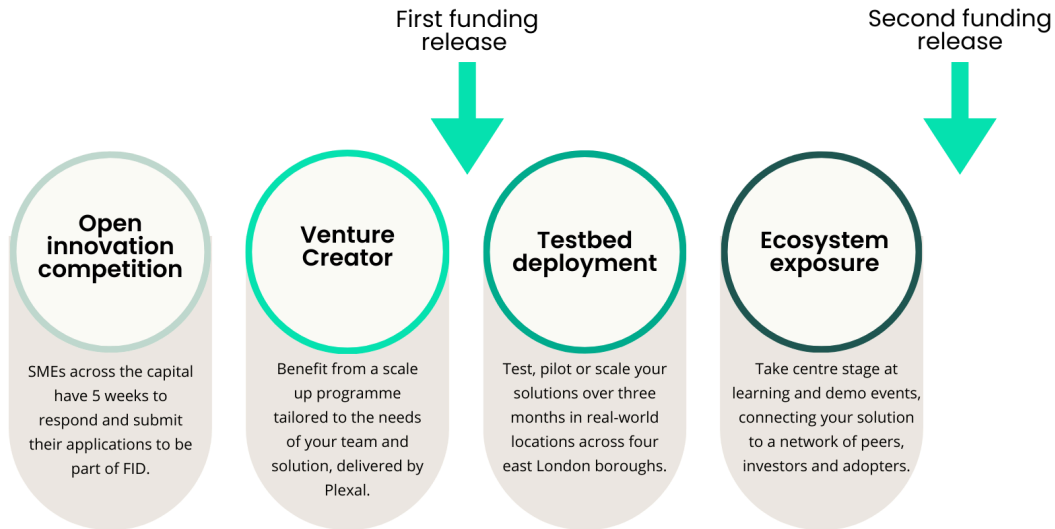 First funding
release
Second funding
release
Open
innovation
competition
SMEs across the capital
have 5 weeks to
respond and submit
their applications to be
part of FID.
Venture
Creator
Benefit from a scale
up programme
tailored to the needs
of your team and
solution, delivered by
Plexal.
Testbed
deployment
Test, pilot or scale your
solutions over three
months in real-world
locations across four
east London boroughs.
Ecosystem
exposure
Take centre stage at
learning and demo events,
connecting your solution
to a network of peers,
investors and adopters.